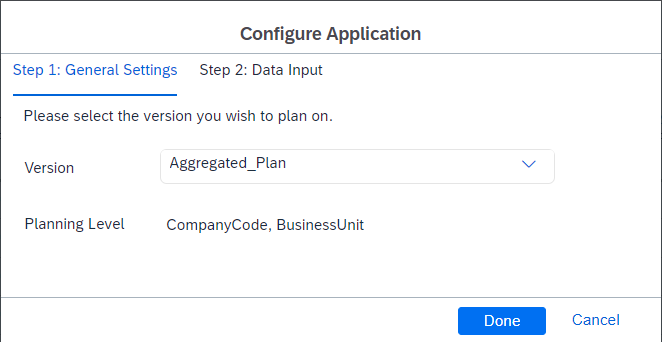 Configure Application
Step 1: General Settings Step 2: Data Input
Please select the version you wish to plan on.
Version Aggregated_Plan
Planning Level CompanyCode, BusinessUnit
Done Cancel